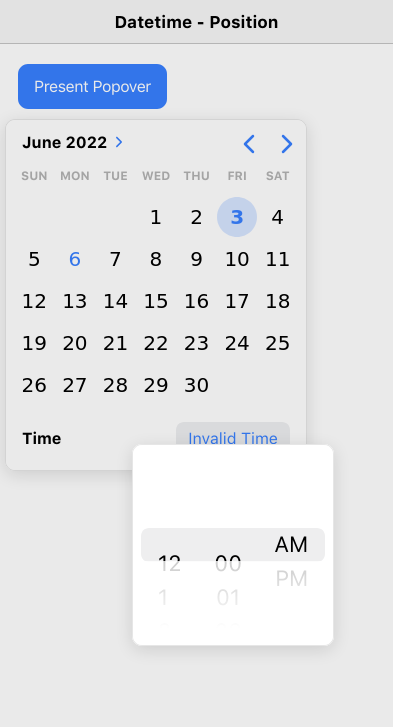 Datetime - Position
Present Popover
June 2022
SUN MON TUE WED THU FRI SAT
1 2 3 4
5 6 7 8 9 10 11
12 13 14 15 16 17 18
19 20 21 22 23 24 25
26 27 28 29 30
Time Invalid Time
AM
12 00
PM
1 01